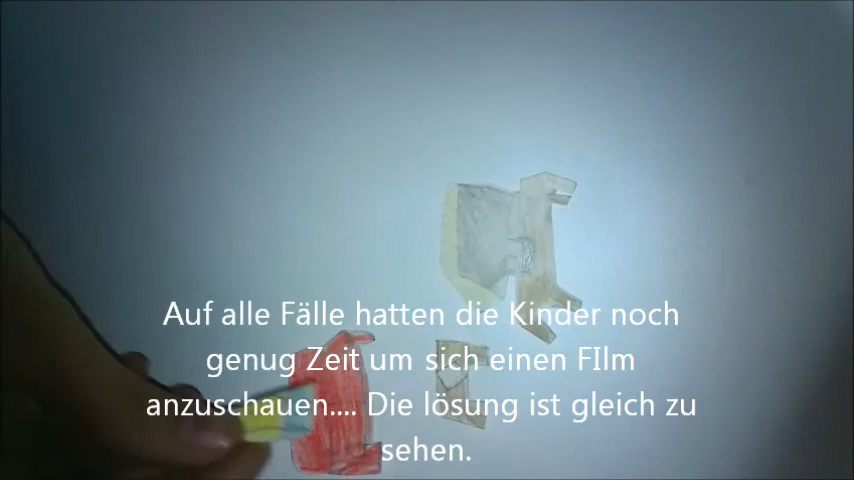 Auf alle Fälle hatten die Kinder noch
genug Zeit um sich einen FIlm
anzuschauen.... Die lösung ist gleich zu
sehen.